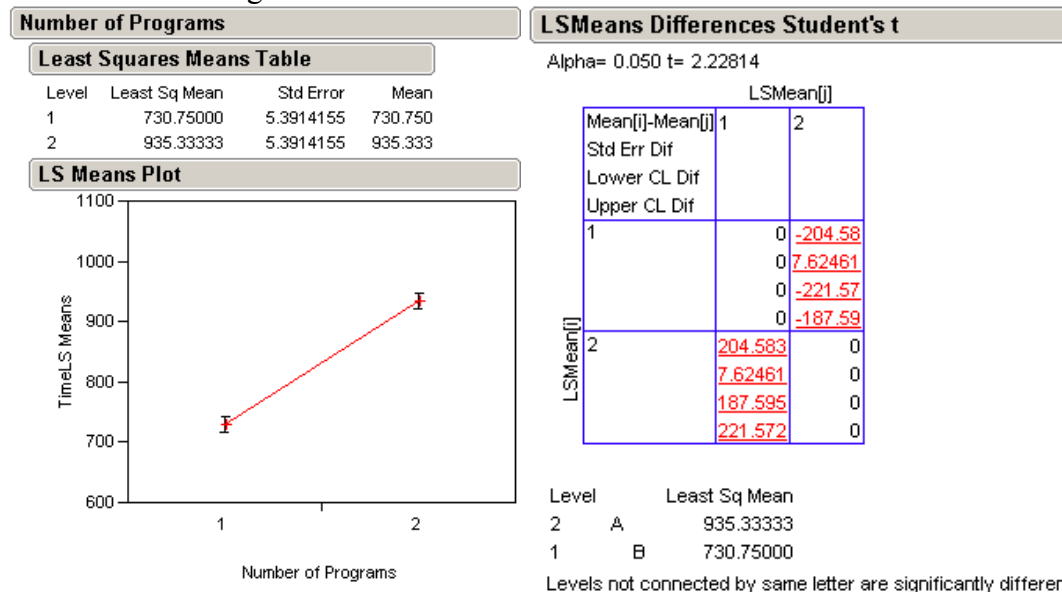 Number of Programs
Least Squares Means Table
Level Least Sq Mean Std Error Mean
1 730.75000 5.3914155 730.750
2 935.33333 5.3914155 935.333
LS Means Plot
1100
1000
900
800
700
600
TimeLS Means
1 2
Number of Programs
LSMeans Differences Student's t
Alpha= 0.050 t= 2.22814
LSMean[j]
Mean[i]-Mean[j] 1 2
Std Err Dif
Lower CL Dif
Upper CL Dif
LSMean[i]
1 0 -204.58
0 7.62461
0 -221.57
0 -187.59
2 204.583 0
7.62461 0
187.595 0
221.572 0
Level Least Sq Mean
2 A 935.33333
1 B 730.75000
Levels not connected by same letter are significantly differen